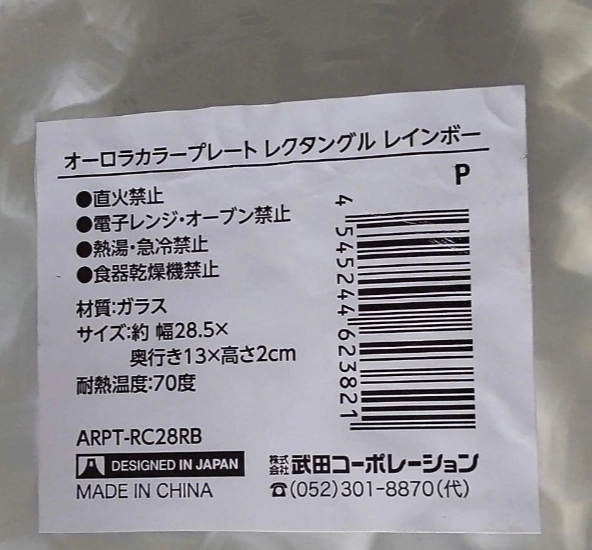 オーロラカラープレート レクタングル レインボー
P
●直火禁止
●電子レンジ・オーブン禁止
●熱湯・急冷禁止
●食器乾燥機禁止
材質:ガラス
サイズ:約 幅28.5×
奥行き13×高さ2cm
耐熱温度:70度
4 545244 623821
ARPT-RC28RB
DESIGNED IN JAPAN
MADE IN CHINA
株式会社 武田コーポレーション
☎(052)301-8870(代)